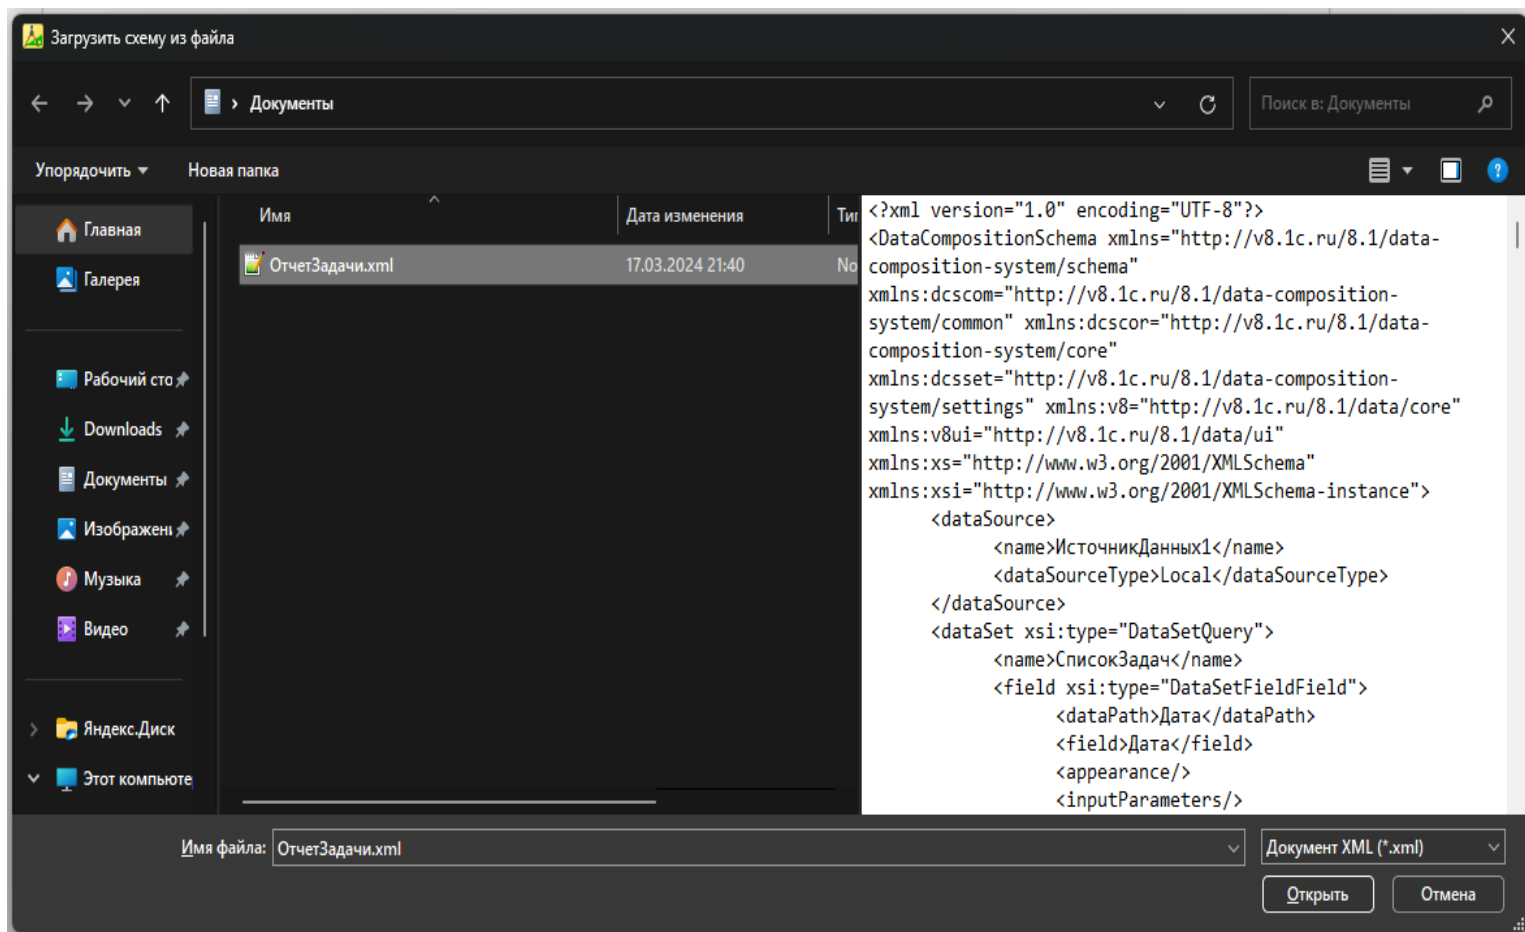 Загрузить схему из файла
Документы
Поиск в: Документы
Упорядочить
Новая папка
Главная
Галерея
Рабочий сто
Downloads
Документы
Изображен
Музыка
Видео
Яндекс.Диск
Этот компьюте
Имя
Дата изменения
Тип
ОтчетЗадачи.xml
17.03.2024 21:40
No
<?xml version="1.0" encoding="UTF-8"?>
<DataCompositionSchema xmlns="http://v8.1c.ru/8.1/data-
composition-system/schema"
xmlns:dcscom="http://v8.1c.ru/8.1/data-composition-
system/common" xmlns:dcscor="http://v8.1c.ru/8.1/data-
composition-system/core"
xmlns:dcsset="http://v8.1c.ru/8.1/data-composition-
system/settings" xmlns:v8="http://v8.1c.ru/8.1/data/core"
xmlns:v8ui="http://v8.1c.ru/8.1/data/ui"
xmlns:xs="http://www.w3.org/2001/XMLSchema"
xmlns:xsi="http://www.w3.org/2001/XMLSchema-instance">
<dataSource>
<name>ИсточникДанных1</name>
<dataSourceType>Local</dataSourceType>
</dataSource>
<dataSet xsi:type="DataSetQuery">
<name>СписокЗадач</name>
<field xsi:type="DataSetFieldField">
<dataPath>Дата</dataPath>
<field>Дата</field>
<appearance/>
<inputParameters/>
Имя файла: ОтчетЗадачи.xml
Документ XML (*.xml)
Открыть
Отмена